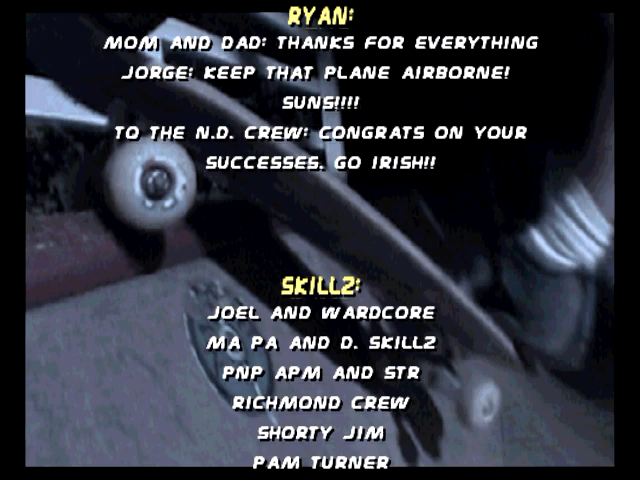 RYAN:
MOM AND DAD: THANKS FOR EVERYTHING
JORGE: KEEP THAT PLANE AIRBORNE!
SUNS!!!!
TO THE N.D. CREW: CONGRATS ON YOUR
SUCCESSES. GO IRISH!!
SKILLZ:
JOEL AND WARDCORE
MA PA AND D. SKILLZ
PNP APM AND STR
RICHMOND CREW
SHORTY JIM
PAM TURNER